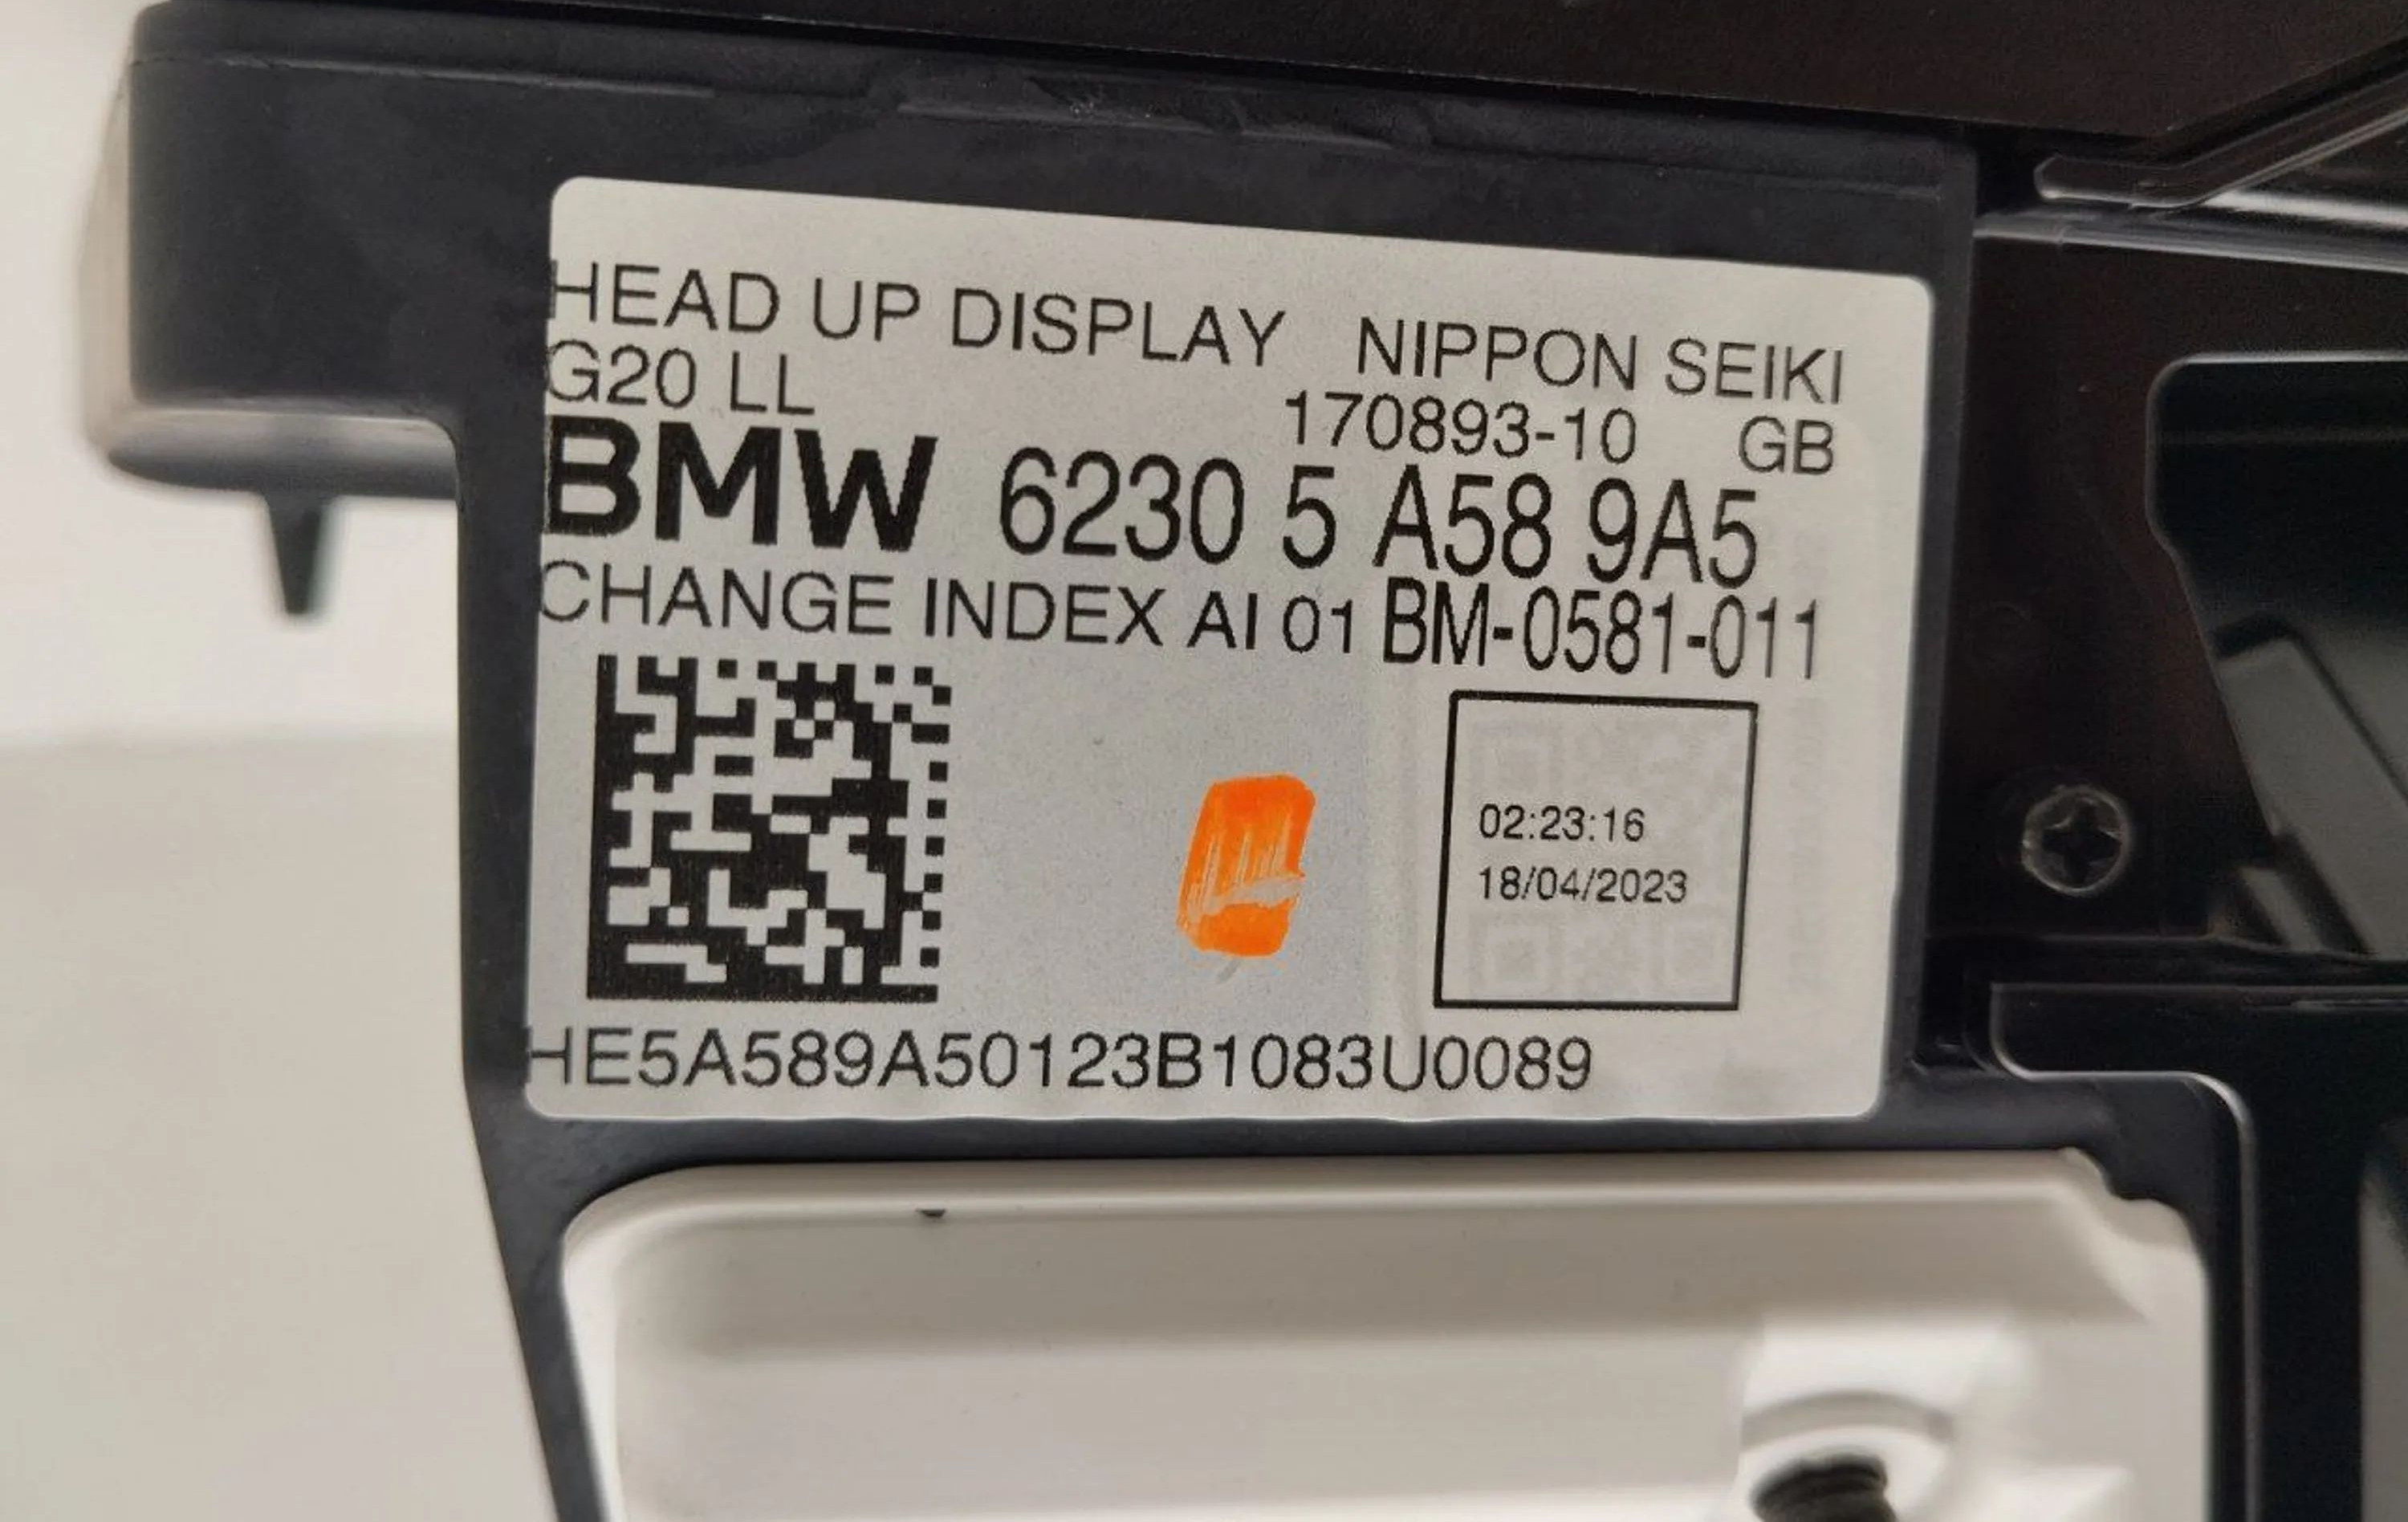 HEAD UP DISPLAY NIPPON SEIKI
G20 LL 170893-10 GB
BMW 6230 5 A58 9A5
CHANGE INDEX AI 01 BM-0581-011
02:23:16
18/04/2023
HE5A589A50123B1083U0089